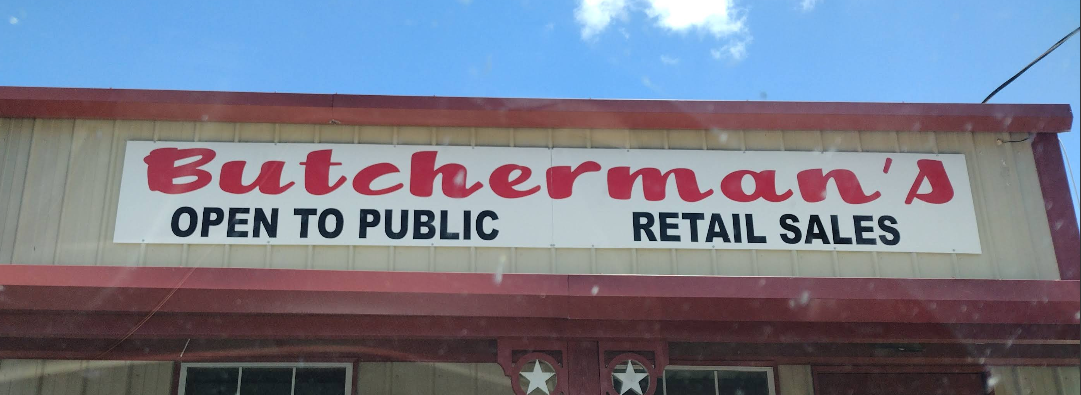 Butcherman's
OPEN TO PUBLIC RETAIL SALES